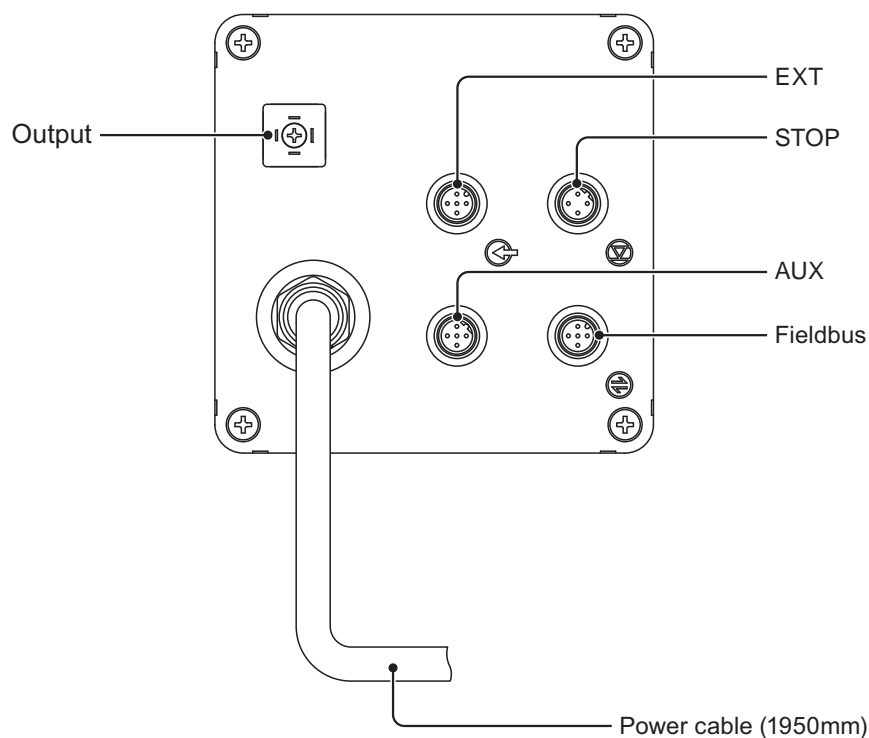 EXT
Output
STOP
AUX
Fieldbus
Power cable (1950mm)